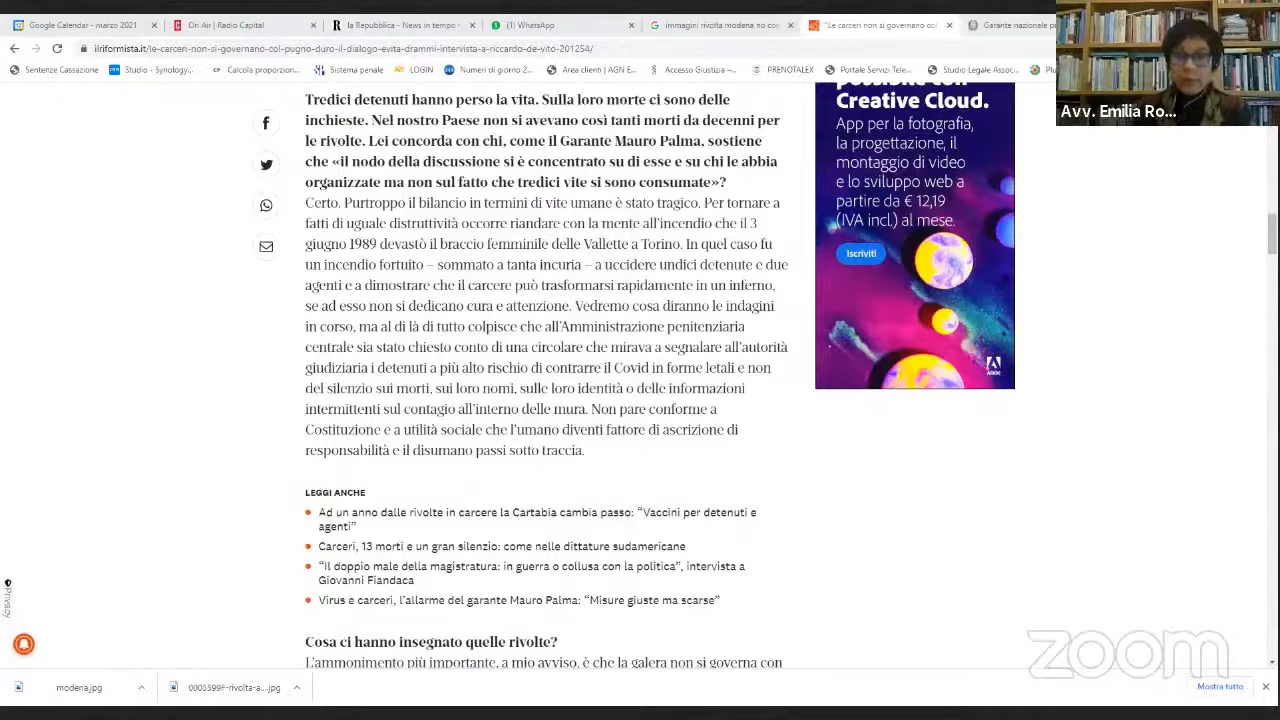 Google Calendar - marzo 2021
On Air | Radio Capital
la Repubblica - News in tempo
(1) WhatsApp
immagini rivolta modena no co
"Le carceri non si governano col
Garante nazionale p
ilriformista.it/le-carceri-non-si-governano-col-pugno-duro-il-dialogo-evita-drammi-intervista-a-riccardo-de-vito-201254/
Sentenze Cassazione
Studio - Synology...
Calcola proporzion...
Sistema penale
LOGIN
Numeri di giorno 2...
Area clienti | AGN E...
Accesso Giustizia –...
PRENOTALEX
Portale Servizi Tele...
Studio Legale Assoc...
Avv. Emilia Ro...
Tredici detenuti hanno perso la vita. Sulla loro morte ci sono delle
inchieste. Nel nostro Paese non si avevano così tanti morti da decenni per
le rivolte. Lei concorda con chi, come il Garante Mauro Palma, sostiene
che «il nodo della discussione si è concentrato su di esse e su chi le abbia
organizzate ma non sul fatto che tredici vite si sono consumate»?
Certo. Purtroppo il bilancio in termini di vite umane è stato tragico. Per tornare a
fatti di uguale distruttività occorre riandare con la mente all'incendio che il 3
giugno 1989 devastò il braccio femminile delle Vallette a Torino. In quel caso fu
un incendio fortuito – sommato a tanta incuria – a uccidere undici detenute e due
agenti e a dimostrare che il carcere può trasformarsi rapidamente in un inferno,
se ad esso non si dedicano cura e attenzione. Vedremo cosa diranno le indagini
in corso, ma al di là di tutto colpisce che all'Amministrazione penitenziaria
centrale sia stato chiesto conto di una circolare che mirava a segnalare all'autorità
giudiziaria i detenuti a più alto rischio di contrarre il Covid in forme letali e non
del silenzio sui morti, sui loro nomi, sulle loro identità o delle informazioni
intermittenti sul contagio all'interno delle mura. Non pare conforme a
Costituzione e a utilità sociale che l'umano diventi fattore di ascrizione di
responsabilità e il disumano passi sotto traccia.
LEGGI ANCHE
Ad un anno dalle rivolte in carcere la Cartabia cambia passo: "Vaccini per detenuti e
agenti"
Carceri, 13 morti e un gran silenzio: come nelle dittature sudamericane
"Il doppio male della magistratura: in guerra o collusa con la politica", intervista a
Giovanni Fiandaca
Virus e carceri, l'allarme del garante Mauro Palma: "Misure giuste ma scarse"
Cosa ci hanno insegnato quelle rivolte?
L'ammonimento più importante, a mio avviso, è che la galera non si governa con
Creative Cloud.
App per la fotografia,
la progettazione, il
montaggio di video
e lo sviluppo web a
partire da € 12,19
(IVA incl.) al mese.
Iscriviti
Adobe
Privacy
zoom
modena.jpg
0005599F-rivolta-a....jpg
Mostra tutto